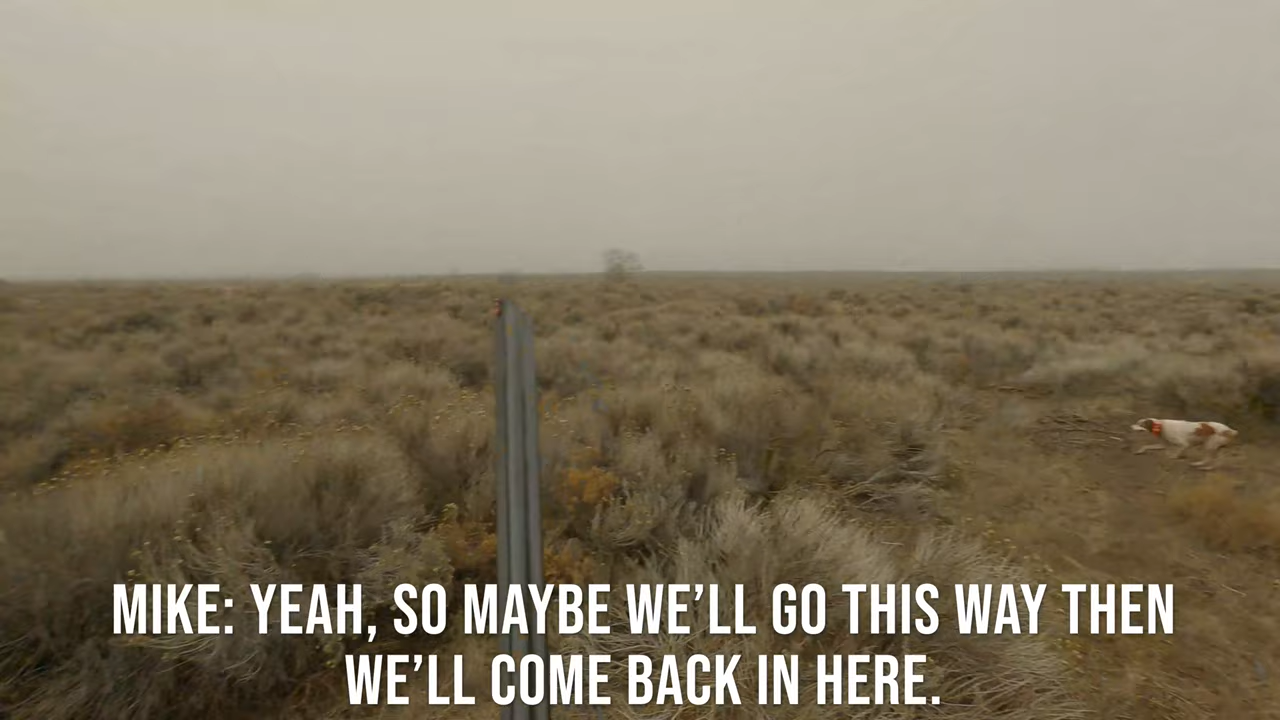 MIKE: YEAH, SO MAYBE WE’LL GO THIS WAY THEN
WE’LL COME BACK IN HERE.